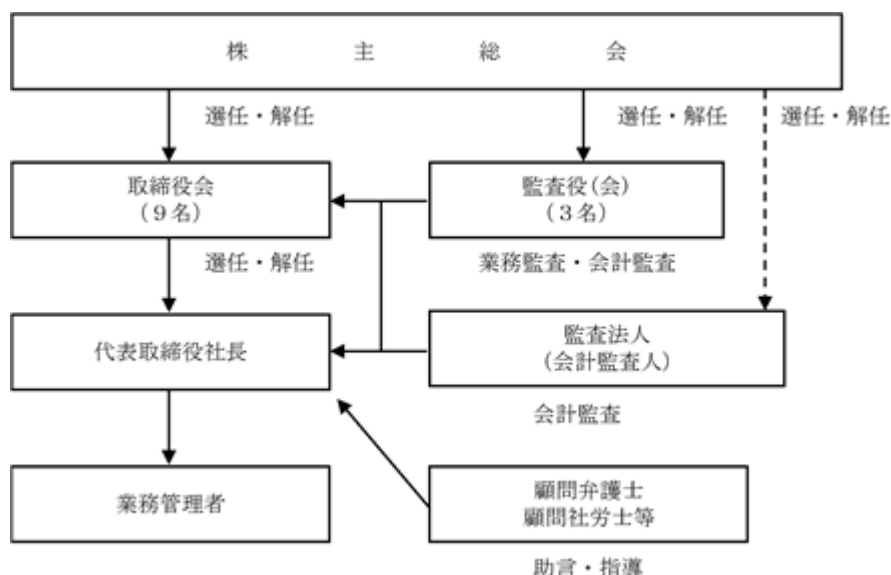 株主総会
選任・解任
選任・解任
選任・解任
取締役会
(９名)
監査役(会)
(３名)
選任・解任
業務監査・会計監査
代表取締役社長
監査法人
(会計監査人)
会計監査
業務管理者
顧問弁護士
顧問社労士等
助言・指導